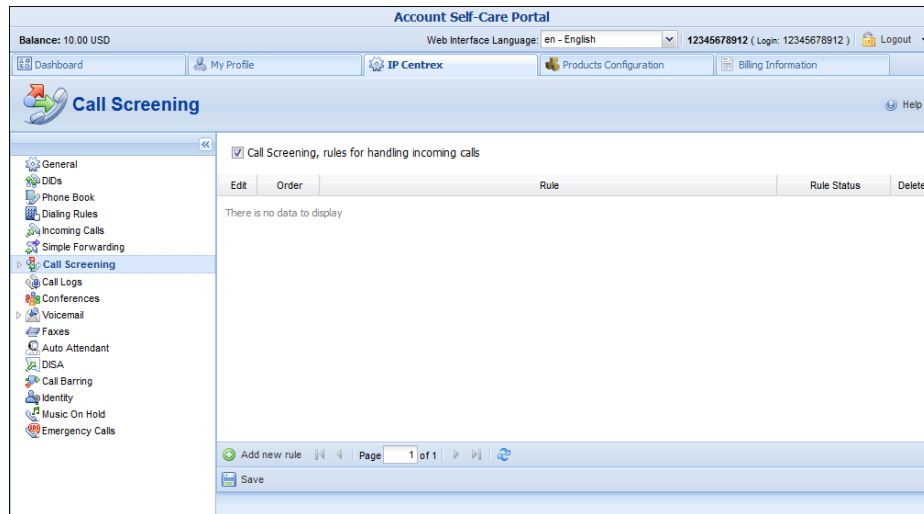 Account Self-Care Portal
Balance: 10.00 USD Web Interface Language: en - English 12345678912 ( Login: 12345678912 ) Logout
Dashboard My Profile IP Centrex Products Configuration Billing Information
Call Screening Help
Call Screening, rules for handling incoming calls
Edit Order Rule Rule Status Delete
There is no data to display
General
DIDs
Phone Book
Dialing Rules
Incoming Calls
Simple Forwarding
Call Screening
Call Logs
Conferences
Voicemail
Faxes
Auto Attendant
DISA
Call Barring
Identity
Music On Hold
Emergency Calls
Add new rule Page 1 of 1
Save